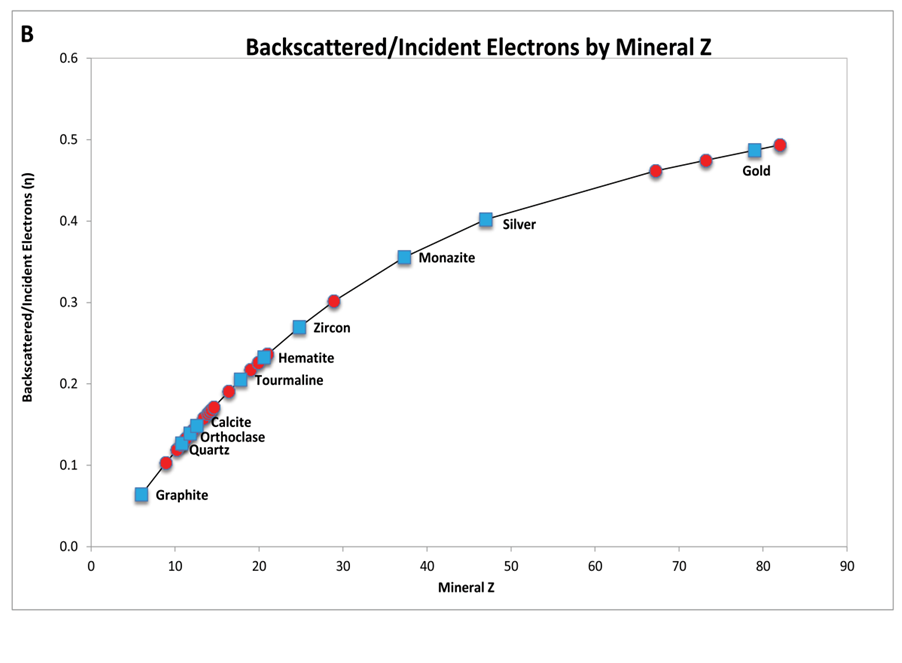 B
Backscattered/Incident Electrons by Mineral Z
0.6
0.5
0.4
0.3
0.2
0.1
0.0
Backscattered/Incident Electrons (n)
Gold
Silver
Monazite
Zircon
Hematite
Tourmaline
Calcite
Orthoclase
Quartz
Graphite
0 10 20 30 40 50 60 70 80 90
Mineral Z